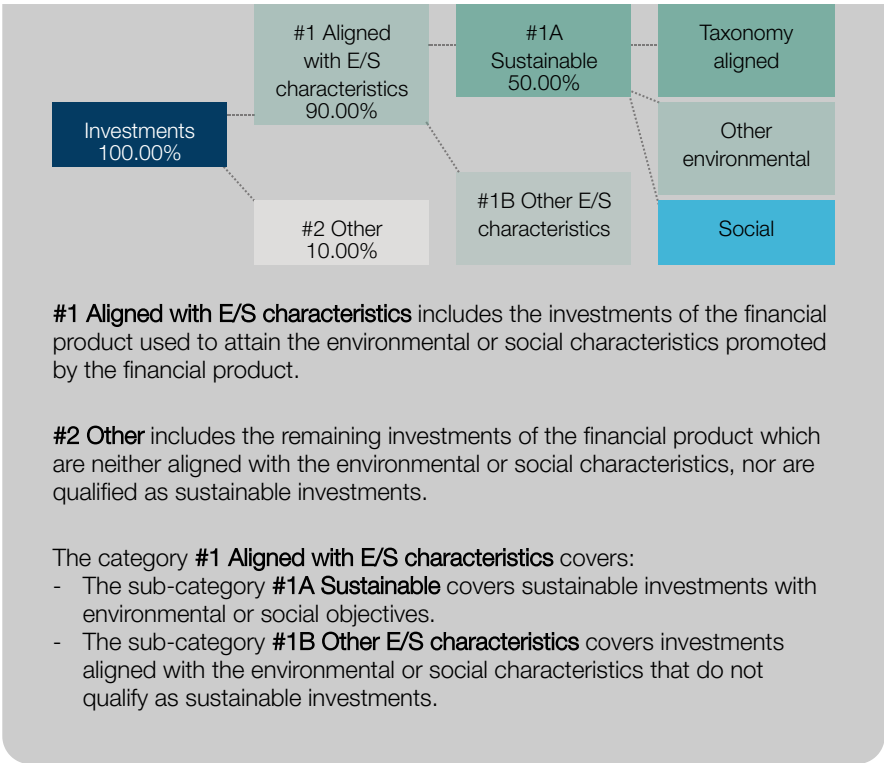 #1 Aligned
with E/S
characteristics
90.00%
#1A
Sustainable
50.00%
Taxonomy
aligned
Investments
100.00%
Other
environmental
#2 Other
10.00%
#1B Other E/S
characteristics
Social
#1 Aligned with E/S characteristics includes the investments of the financial
product used to attain the environmental or social characteristics promoted
by the financial product.
#2 Other includes the remaining investments of the financial product which
are neither aligned with the environmental or social characteristics, nor are
qualified as sustainable investments.
The category #1 Aligned with E/S characteristics covers:
- The sub-category #1A Sustainable covers sustainable investments with
environmental or social objectives.
- The sub-category #1B Other E/S characteristics covers investments
aligned with the environmental or social characteristics that do not
qualify as sustainable investments.